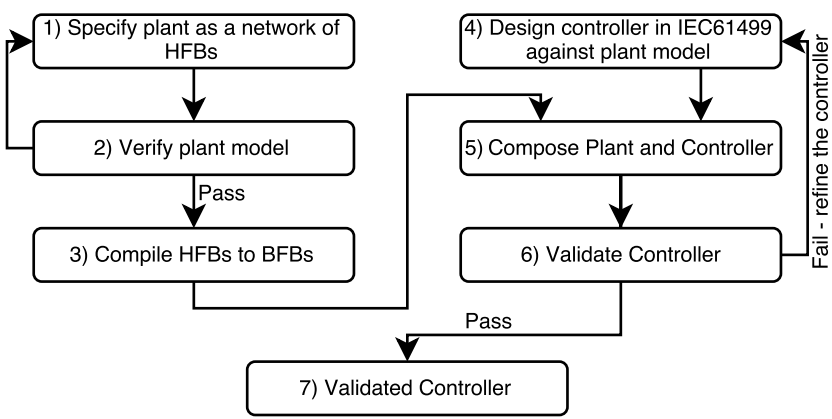 1) Specify plant as a network of
HFBs
2) Verify plant model
Pass
3) Compile HFBs to BFBs
4) Design controller in IEC61499
against plant model
5) Compose Plant and Controller
6) Validate Controller
Fail - refine the controller
Pass
7) Validated Controller